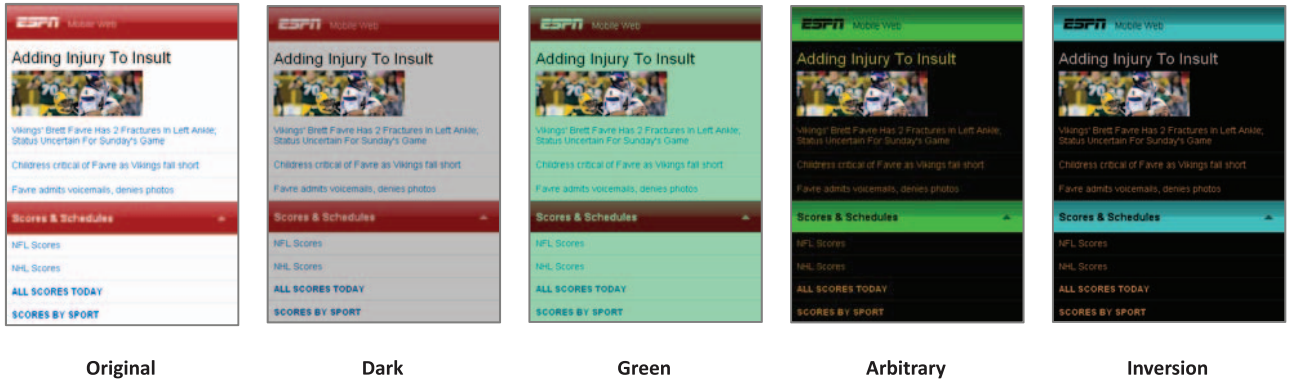 ESPN Mobile Web
Adding Injury To Insult
Vikings' Brett Favre Has 2 Fractures In Left Ankle;
Status Uncertain For Sunday's Game
Childress critical of Favre as Vikings fall short
Favre admits voicemails, denies photos
Scores & Schedules
NFL Scores
NHL Scores
ALL SCORES TODAY
SCORES BY SPORT
Original
ESPN Mobile Web
Adding Injury To Insult
Vikings' Brett Favre Has 2 Fractures In Left Ankle;
Status Uncertain For Sunday's Game
Childress critical of Favre as Vikings fall short
Favre admits voicemails, denies photos
Scores & Schedules
NFL Scores
NHL Scores
ALL SCORES TODAY
SCORES BY SPORT
Dark
ESPN Mobile Web
Adding Injury To Insult
Vikings' Brett Favre Has 2 Fractures In Left Ankle;
Status Uncertain For Sunday's Game
Childress critical of Favre as Vikings fall short
Favre admits voicemails, denies photos
Scores & Schedules
NFL Scores
NHL Scores
ALL SCORES TODAY
SCORES BY SPORT
Green
ESPN Mobile Web
Adding Injury To Insult
Vikings' Brett Favre Has 2 Fractures In Left Ankle;
Status Uncertain For Sunday's Game
Childress critical of Favre as Vikings fall short
Favre admits voicemails, denies photos
Scores & Schedules
NFL Scores
NHL Scores
ALL SCORES TODAY
SCORES BY SPORT
Arbitrary
ESPN Mobile Web
Adding Injury To Insult
Vikings' Brett Favre Has 2 Fractures In Left Ankle;
Status Uncertain For Sunday's Game
Childress critical of Favre as Vikings fall short
Favre admits voicemails, denies photos
Scores & Schedules
NFL Scores
NHL Scores
ALL SCORES TODAY
SCORES BY SPORT
Inversion